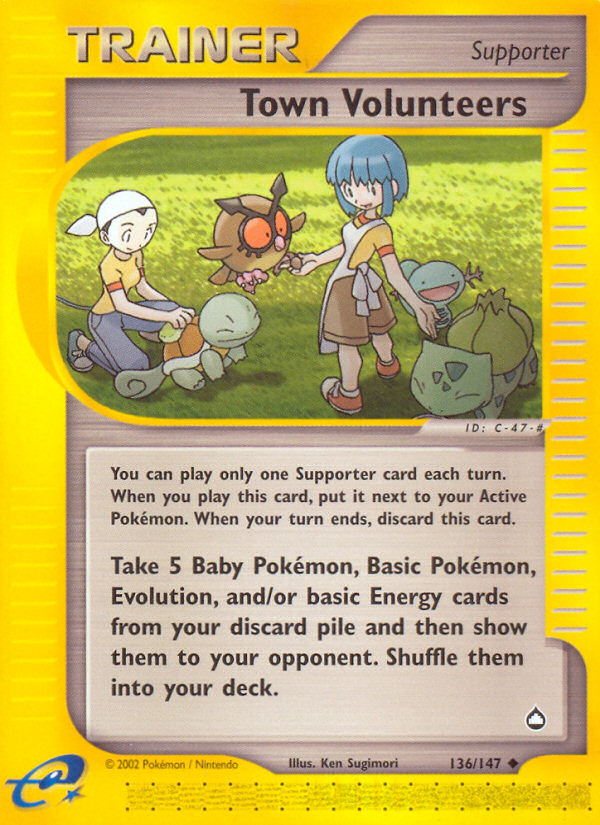 TRAINER
Supporter
Town Volunteers
ID: C-47-#
You can play only one Supporter card each turn.
When you play this card, put it next to your Active
Pokémon. When your turn ends, discard this card.
Take 5 Baby Pokémon, Basic Pokémon,
Evolution, and/or basic Energy cards
from your discard pile and then show
them to your opponent. Shuffle them
into your deck.
© 2002 Pokémon / Nintendo
Illus. Ken Sugimori
136/147 ◆
e